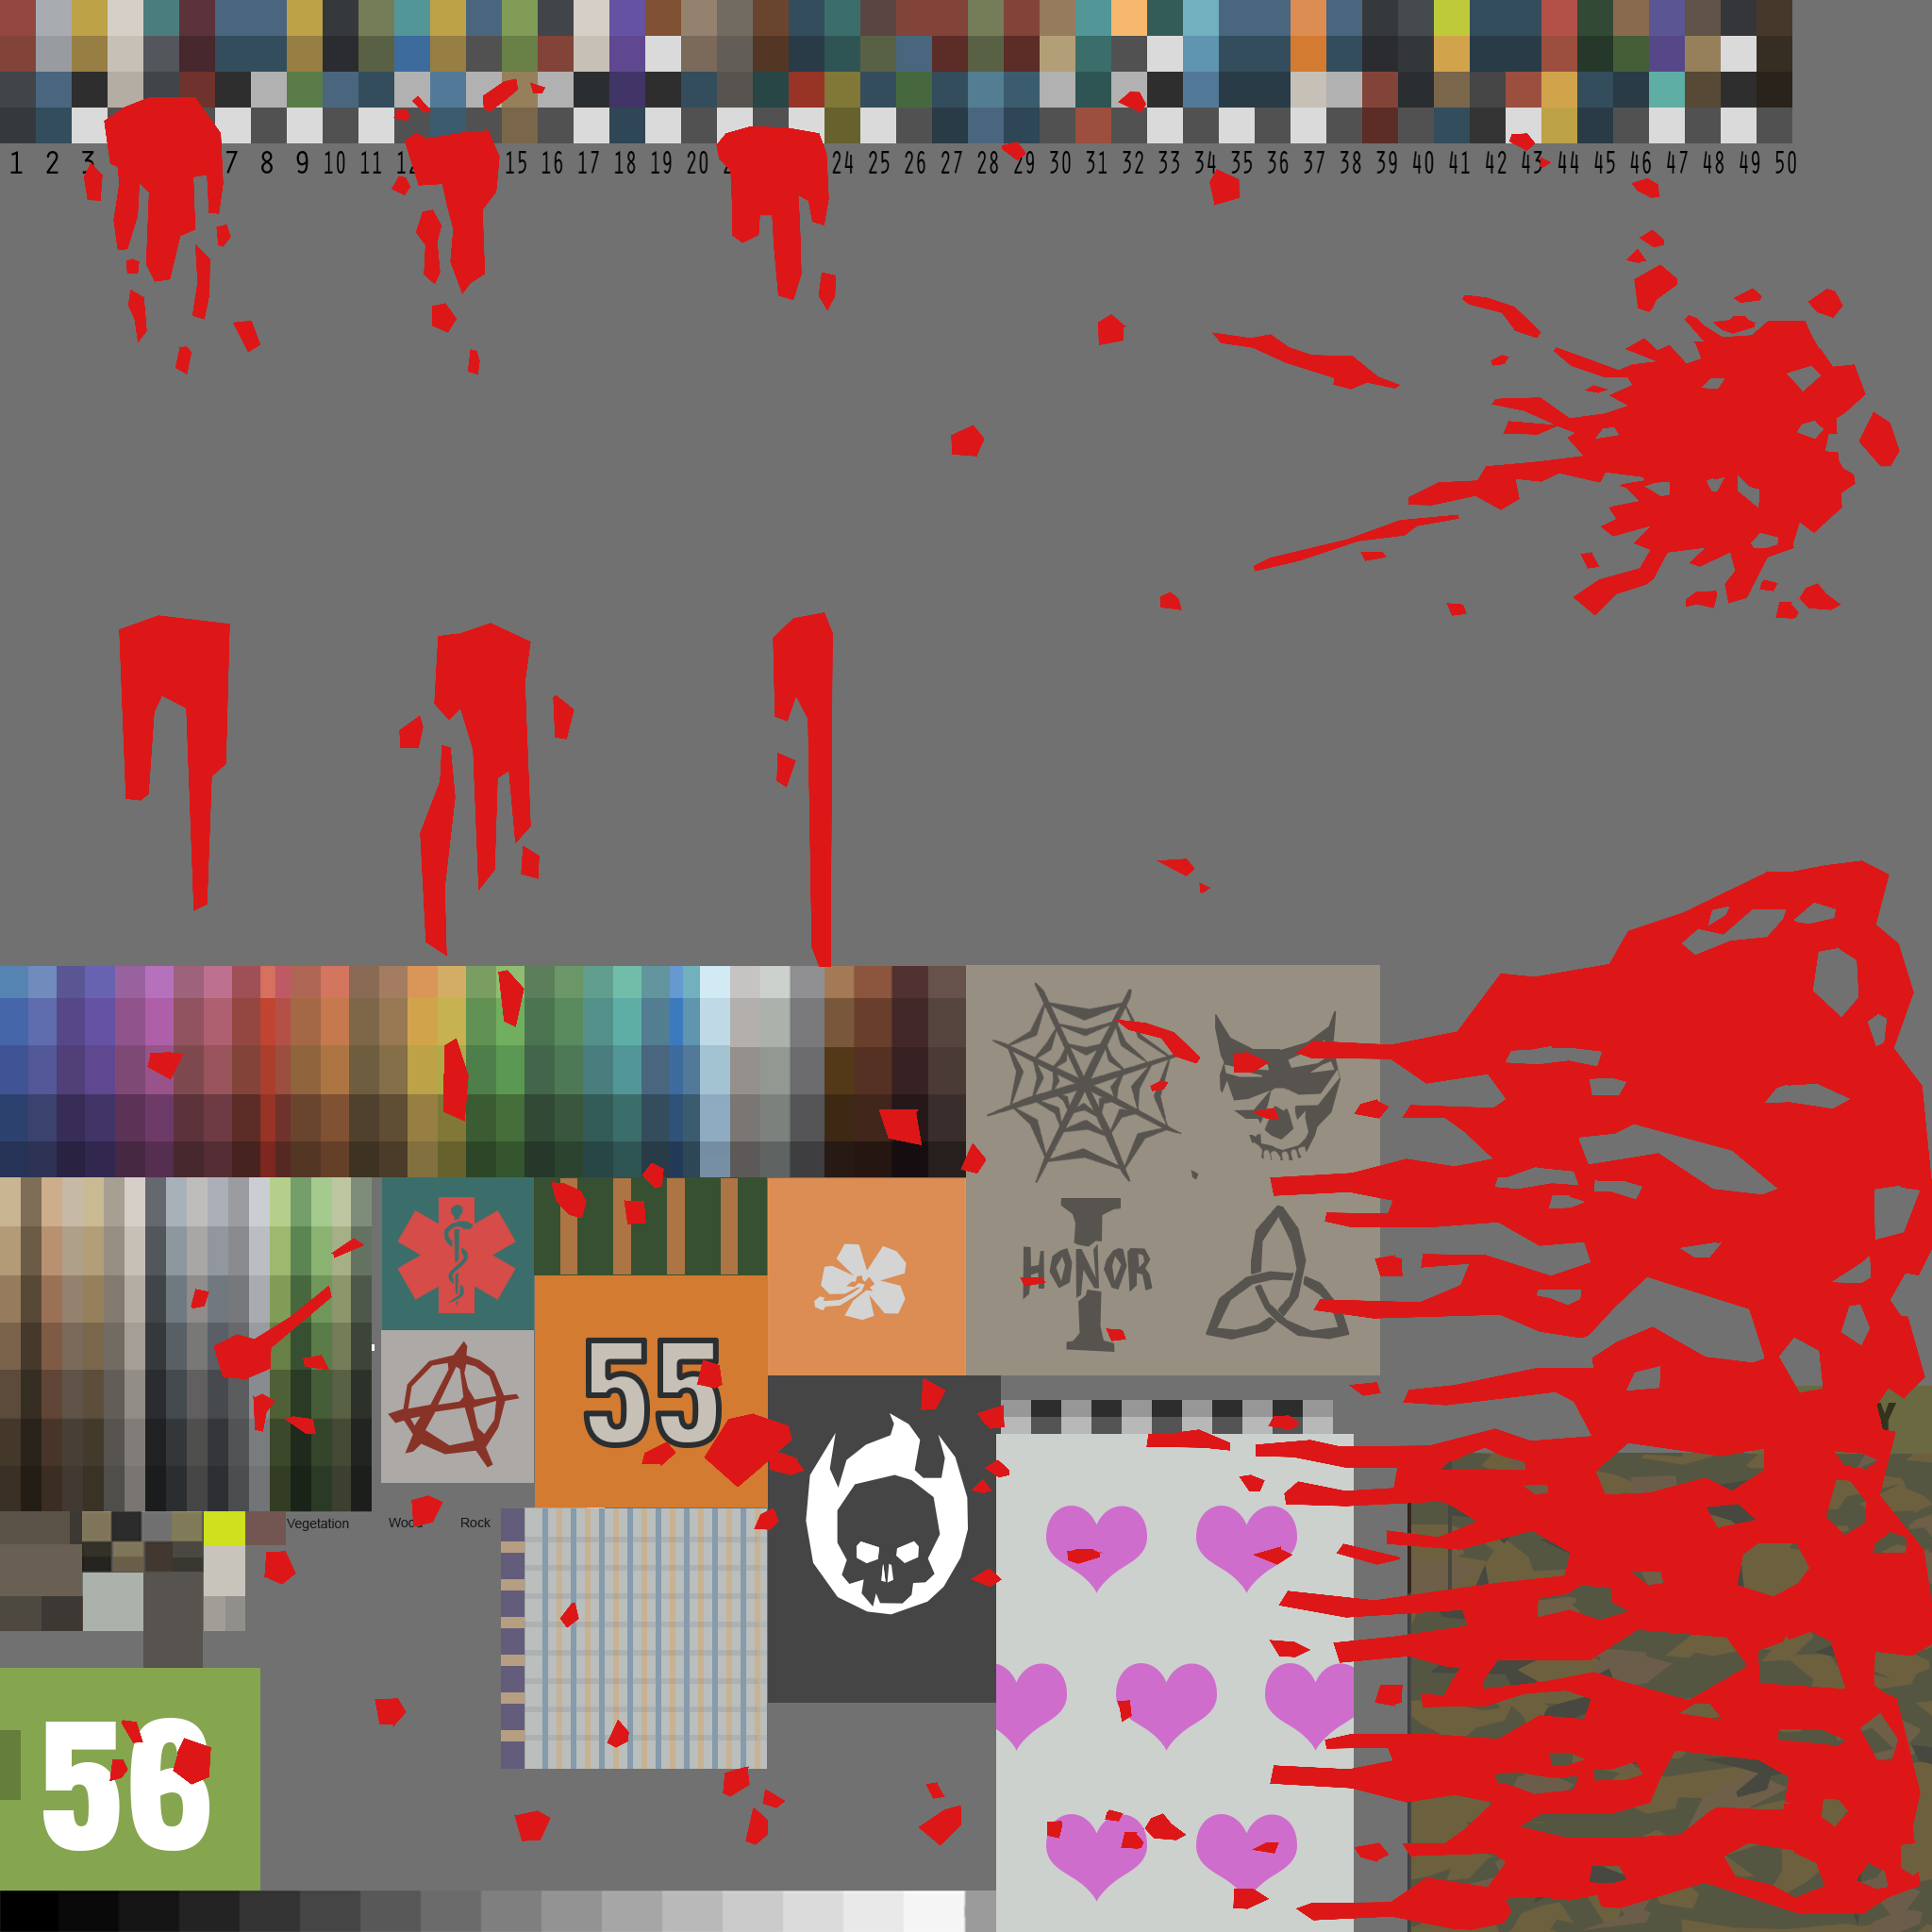 1 2 3 7 8 9 10 11 15 16 17 18 19 20 24 25 26 27 28 29 30 31 32 33 34 35 36 37 38 39 40 41 42 43 44 45 46 47 48 49 50
HONOR
55
Vegetation Wood Rock
56